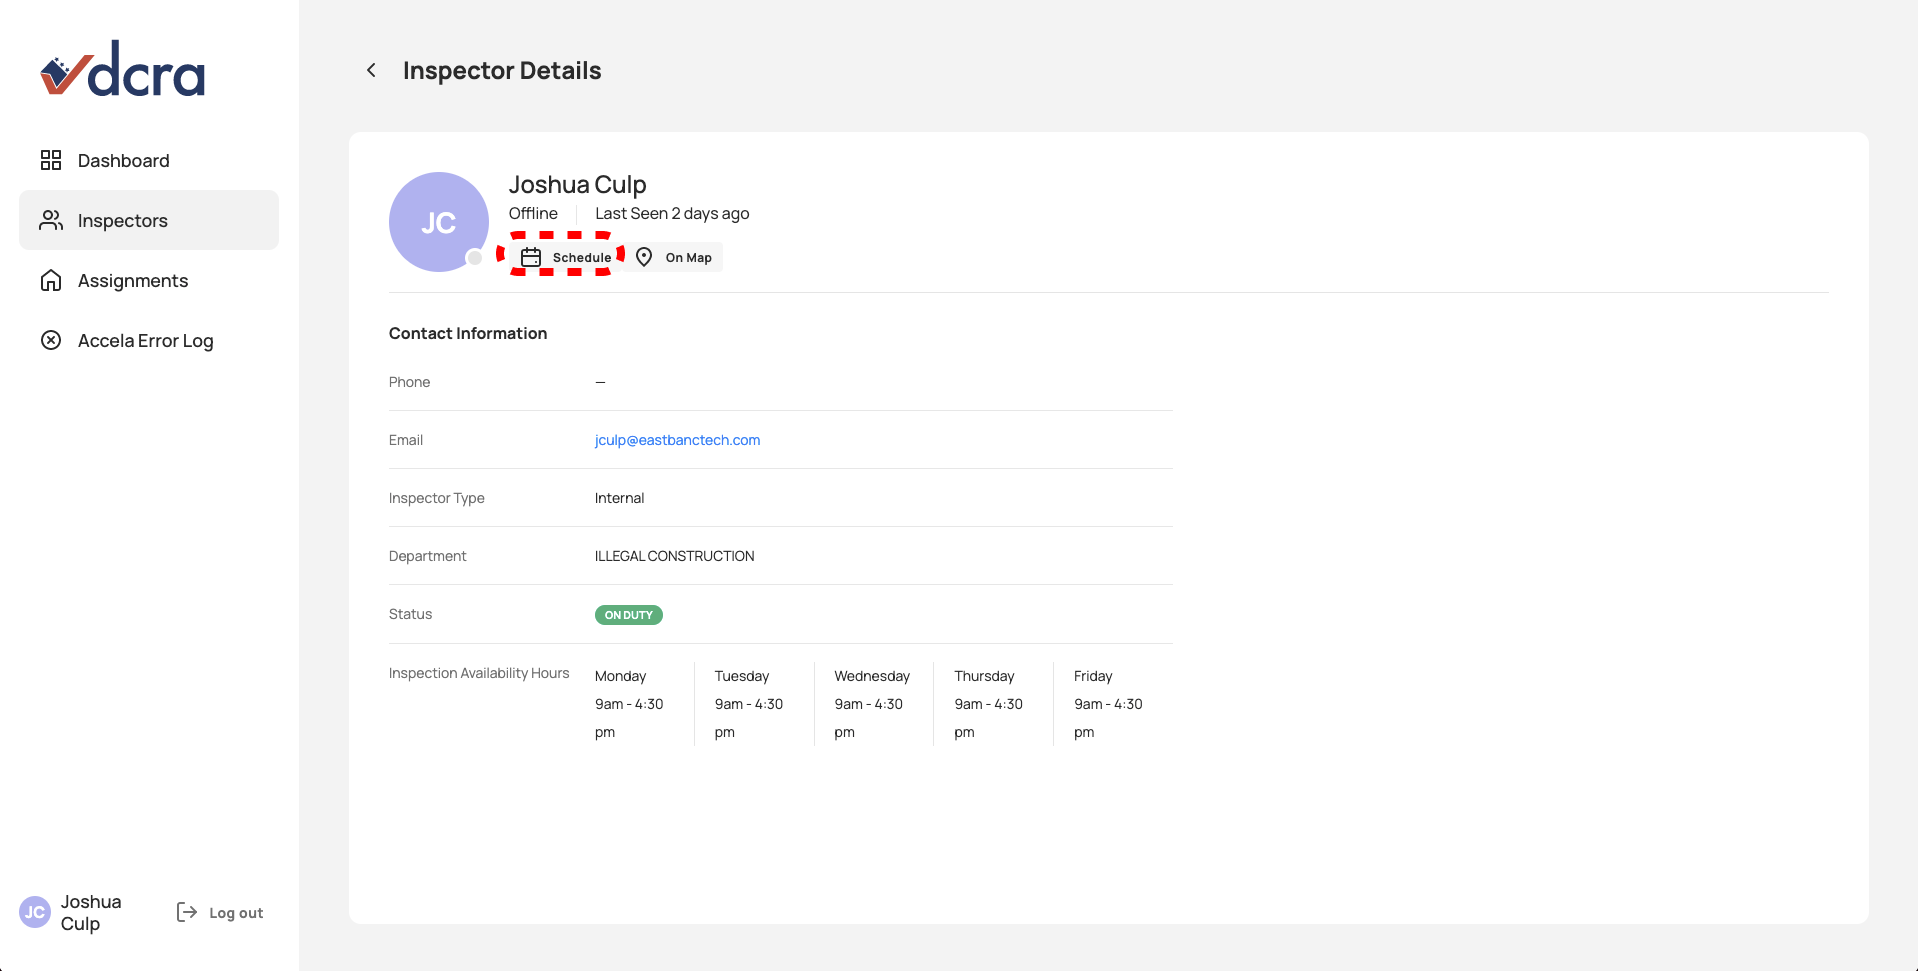 dcra
Dashboard
Inspectors
Assignments
Accela Error Log
JC
Joshua
Culp
Log out
Inspector Details
JC
Joshua Culp
Offline
Last Seen 2 days ago
Schedule
On Map
Contact Information
Phone
—
Email
jculp@eastbanctech.com
Inspector Type
Internal
Department
ILLEGAL CONSTRUCTION
Status
ON DUTY
Inspection Availability Hours
Monday
9am - 4:30
pm
Tuesday
9am - 4:30
pm
Wednesday
9am - 4:30
pm
Thursday
9am - 4:30
pm
Friday
9am - 4:30
pm